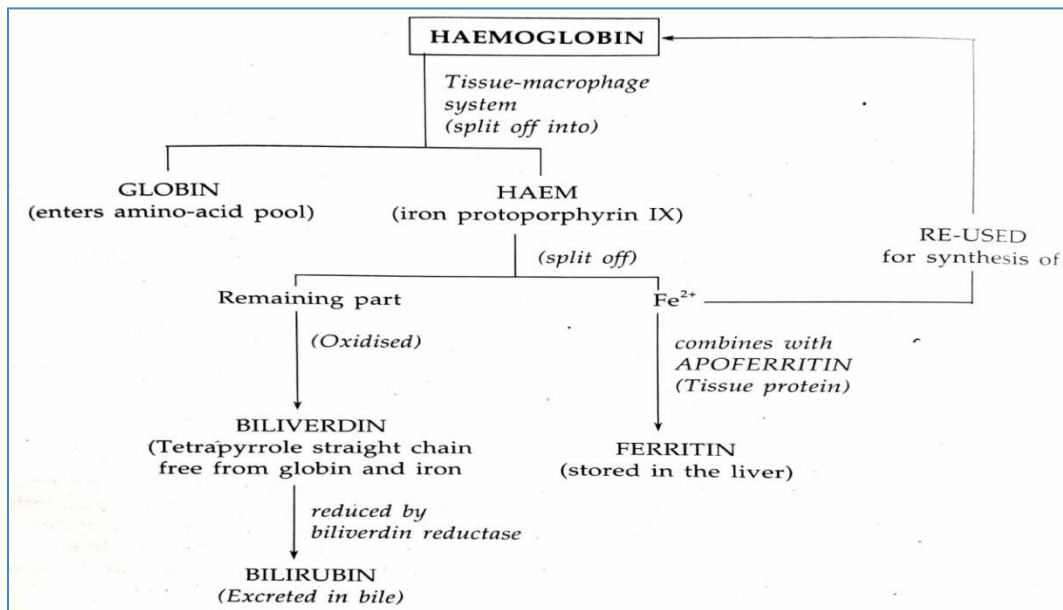 HAEMOGLOBIN
Tissue-macrophage
system
(split off into)
GLOBIN
(enters amino-acid pool)
HAEM
(iron protoporphyrin IX)
RE-USED
for synthesis of
(split off)
Remaining part
Fe²⁺
(Oxidised)
combines with
APOFERRITIN
(Tissue protein)
BILIVERDIN
(Tetrapyrrole straight chain
free from globin and iron
FERRITIN
(stored in the liver)
reduced by
biliverdin reductase
BILIRUBIN
(Excreted in bile)